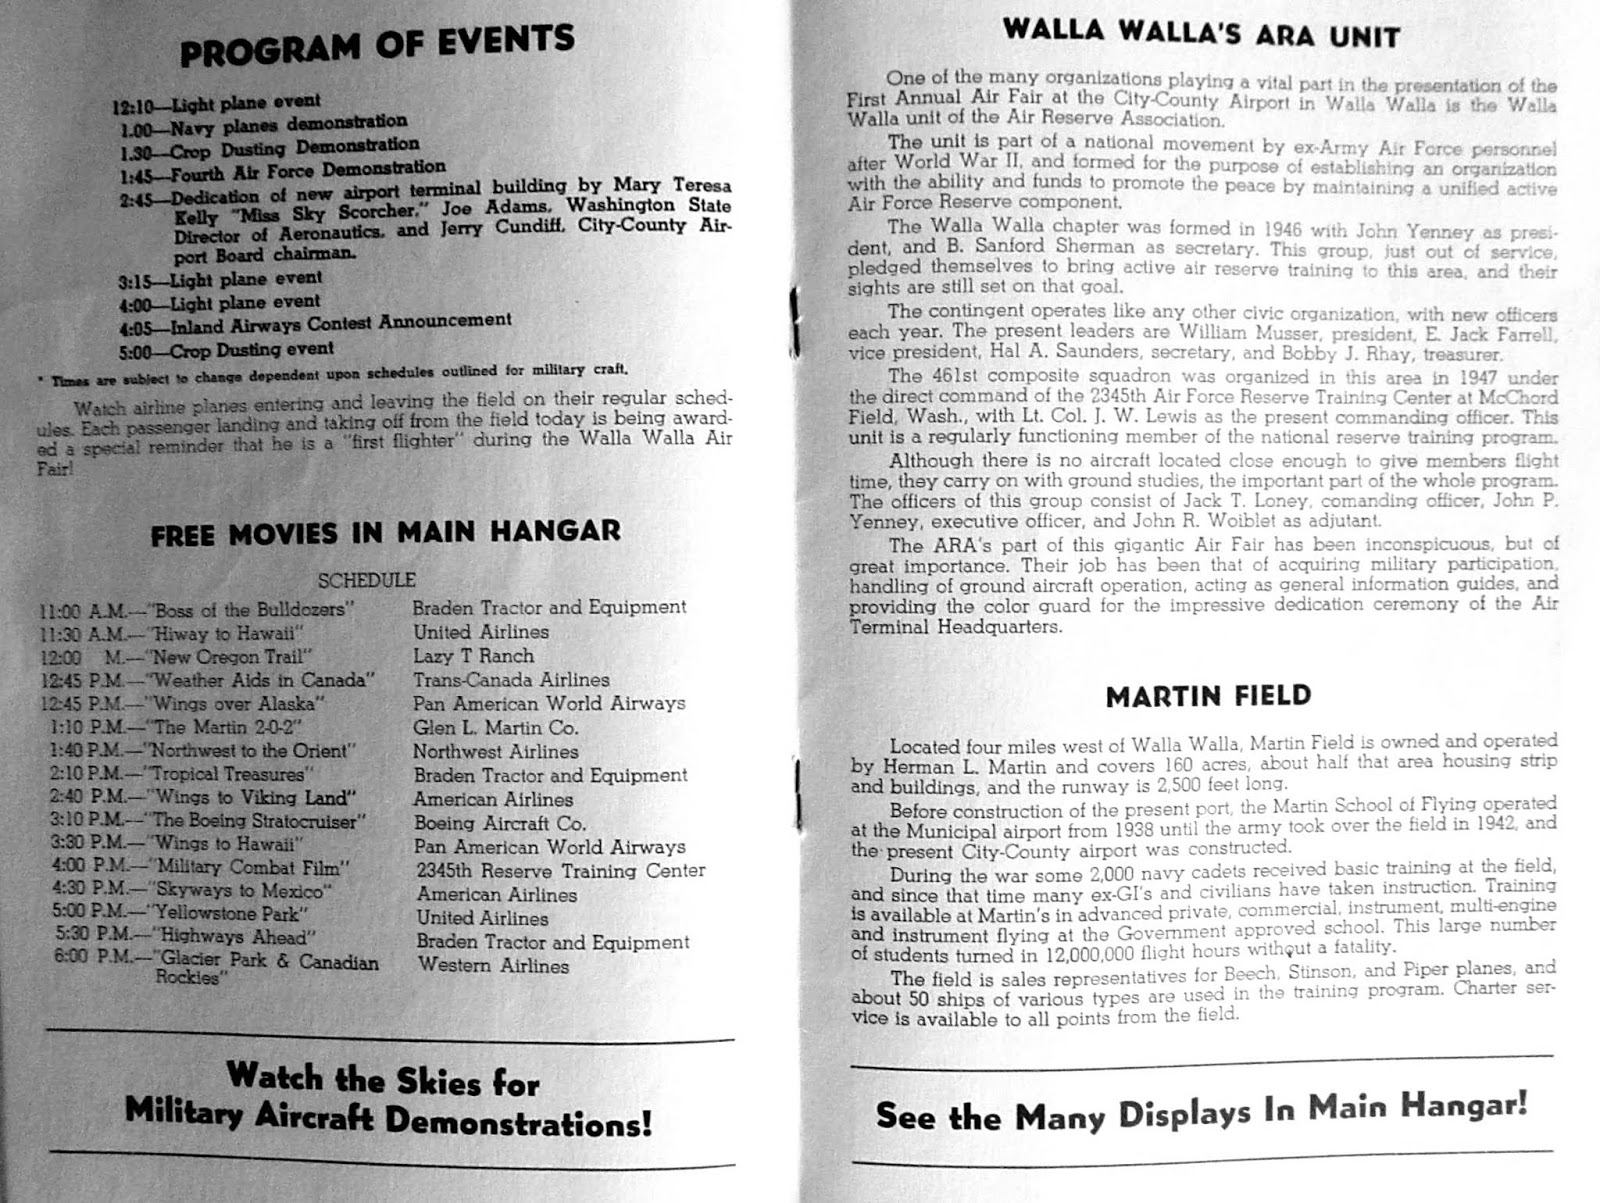 PROGRAM OF EVENTS
12:10—Light plane event
1.00—Navy planes demonstration
1.30—Crop Dusting Demonstration
1:45—Fourth Air Force Demonstration
2:45—Dedication of new airport terminal building by Mary Teresa
Kelly "Miss Sky Scorcher," Joe Adams, Washington State
Director of Aeronautics, and Jerry Cundiff, City-County Air-
port Board chairman.
3:15—Light plane event
4:00—Light plane event
4:05—Inland Airways Contest Announcement
5:00—Crop Dusting event
* Times are subject to change dependent upon schedules outlined for military craft.
Watch airline planes entering and leaving the field on their regular sched-
ules. Each passenger landing and taking off from the field today is being award-
ed a special reminder that he is a "first flighter" during the Walla Walla Air
Fair!
FREE MOVIES IN MAIN HANGAR
SCHEDULE
11:00 A.M.—"Boss of the Bulldozers" Braden Tractor and Equipment
11:30 A.M.—"Hiway to Hawaii" United Airlines
12:00 M.—"New Oregon Trail" Lazy T Ranch
12:45 P.M.—"Weather Aids in Canada" Trans-Canada Airlines
12:45 P.M.—"Wings over Alaska" Pan American World Airways
1:10 P.M.—"The Martin 2-0-2" Glen L. Martin Co.
1:40 P.M.—"Northwest to the Orient" Northwest Airlines
2:10 P.M.—"Tropical Treasures" Braden Tractor and Equipment
2:40 P.M.—"Wings to Viking Land" American Airlines
3:10 P.M.—"The Boeing Stratocruiser" Boeing Aircraft Co.
3:30 P.M.—"Wings to Hawaii" Pan American World Airways
4:00 P.M.—"Military Combat Film" 2345th Reserve Training Center
4:30 P.M.—"Skyways to Mexico" American Airlines
5:00 P.M.—"Yellowstone Park" United Airlines
5:30 P.M.—"Highways Ahead" Braden Tractor and Equipment
6:00 P.M.—"Glacier Park & Canadian Western Airlines
Rockies"
Watch the Skies for
Military Aircraft Demonstrations!
WALLA WALLA'S ARA UNIT
One of the many organizations playing a vital part in the presentation of the
First Annual Air Fair at the City-County Airport in Walla Walla is the Walla
Walla unit of the Air Reserve Association.
The unit is part of a national movement by ex-Army Air Force personnel
after World War II, and formed for the purpose of establishing an organization
with the ability and funds to promote the peace by maintaining a unified active
Air Force Reserve component.
The Walla Walla chapter was formed in 1946 with John Yenney as presi-
dent, and B. Sanford Sherman as secretary. This group, just out of service,
pledged themselves to bring active air reserve training to this area, and their
sights are still set on that goal.
The contingent operates like any other civic organization, with new officers
each year. The present leaders are William Musser, president, E. Jack Farrell,
vice president, Hal A. Saunders, secretary, and Bobby J. Rhay, treasurer.
The 461st composite squadron was organized in this area in 1947 under
the direct command of the 2345th Air Force Reserve Training Center at McChord
Field, Wash., with Lt. Col. J. W. Lewis as the present commanding officer. This
unit is a regularly functioning member of the national reserve training program.
Although there is no aircraft located close enough to give members flight
time, they carry on with ground studies, the important part of the whole program.
The officers of this group consist of Jack T. Loney, comanding officer, John P.
Yenney, executive officer, and John R. Woiblet as adjutant.
The ARA's part of this gigantic Air Fair has been inconspicuous, but of
great importance. Their job has been that of acquiring military participation,
handling of ground aircraft operation, acting as general information guides, and
providing the color guard for the impressive dedication ceremony of the Air
Terminal Headquarters.
MARTIN FIELD
Located four miles west of Walla Walla, Martin Field is owned and operated
by Herman L. Martin and covers 160 acres, about half that area housing strip
and buildings, and the runway is 2,500 feet long.
Before construction of the present port, the Martin School of Flying operated
at the Municipal airport from 1938 until the army took over the field in 1942, and
the present City-County airport was constructed.
During the war some 2,000 navy cadets received basic training at the field,
and since that time many ex-GI's and civilians have taken instruction. Training
is available at Martin's in advanced private, commercial, instrument, multi-engine
and instrument flying at the Government approved school. This large number
of students turned in 12,000,000 flight hours without a fatality.
The field is sales representatives for Beech, Stinson, and Piper planes, and
about 50 ships of various types are used in the training program. Charter ser-
vice is available to all points from the field.
See the Many Displays In Main Hangar!